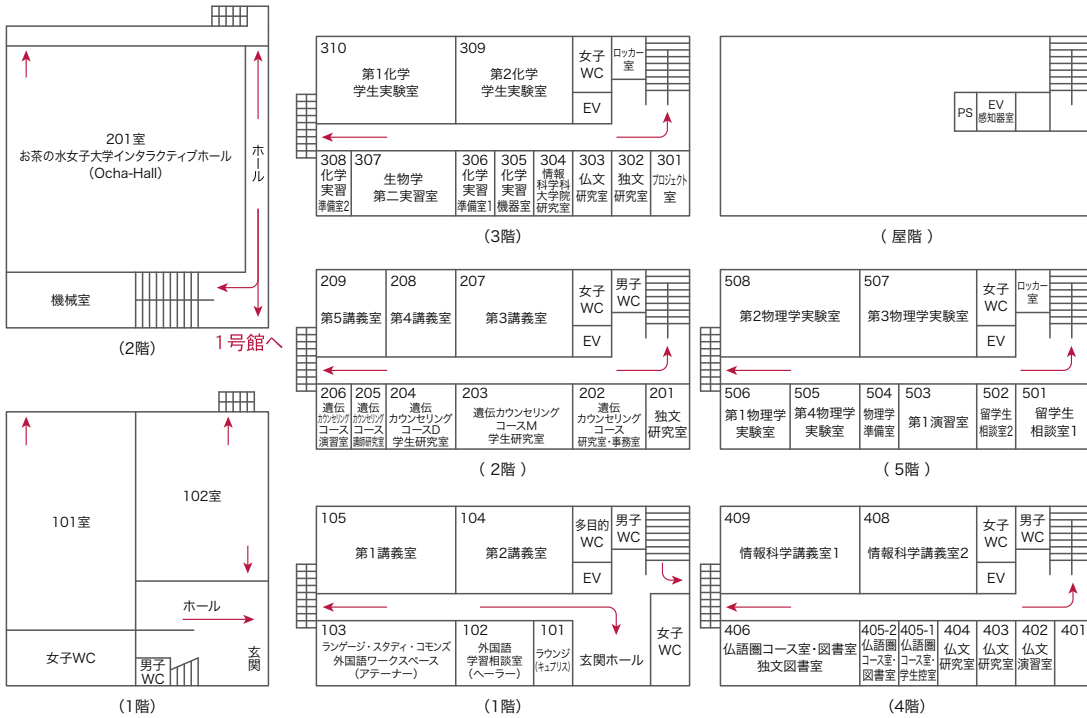 201室
お茶の水女子大学インタラクティブホール
（Ocha-Hall）
ホール
機械室
（2階）
1号館へ
101室
102室
ホール
女子WC
男子
WC
玄関
（1階）
310
第1化学
学生実験室
309
第2化学
学生実験室
女子
WC
ロッカー
室
EV
308
化学
実習
準備室2
307
生物学
第二実習室
306
化学
実習
準備室1
305
化学
実習
機器室
304
情報
科学科
大学院
研究室
303
仏文
研究室
302
独文
研究室
301
プロジェクト
室
（3階）
PS
EV
感知器室
（ 屋階 ）
209
第5講義室
208
第4講義室
207
第3講義室
女子
WC
男子
WC
EV
206
遺伝
カウンセリング
コース
演習室
205
遺伝
カウンセリング
コース
講師研究室
204
遺伝
カウンセリング
コースD
学生研究室
203
遺伝カウンセリング
コースM
学生研究室
202
遺伝
カウンセリング
コース
研究室・事務室
201
独文
研究室
（ 2階 ）
508
第2物理学実験室
507
第3物理学実験室
女子
WC
ロッカー
室
EV
506
第1物理学
実験室
505
第4物理学
実験室
504
物理学
準備室
503
第1演習室
502
留学生
相談室2
501
留学生
相談室1
（ 5階 ）
105
第1講義室
104
第2講義室
多目的
WC
男子
WC
EV
103
ランゲージ・スタディ・コモンズ
外国語ワークスペース
（アテーナー）
102
外国語
学習相談室
（ヘーラー）
101
ラウンジ
（キュプリス）
玄関ホール
女子
WC
（1階）
409
情報科学講義室1
408
情報科学講義室2
女子
WC
男子
WC
EV
406
仏語圏コース室・図書室
独文図書室
405-2
仏語圏
コース室・
図書室
405-1
仏語圏
コース室・
学生控室
404
仏文
研究室
403
仏文
研究室
402
仏文
演習室
401
（4階）